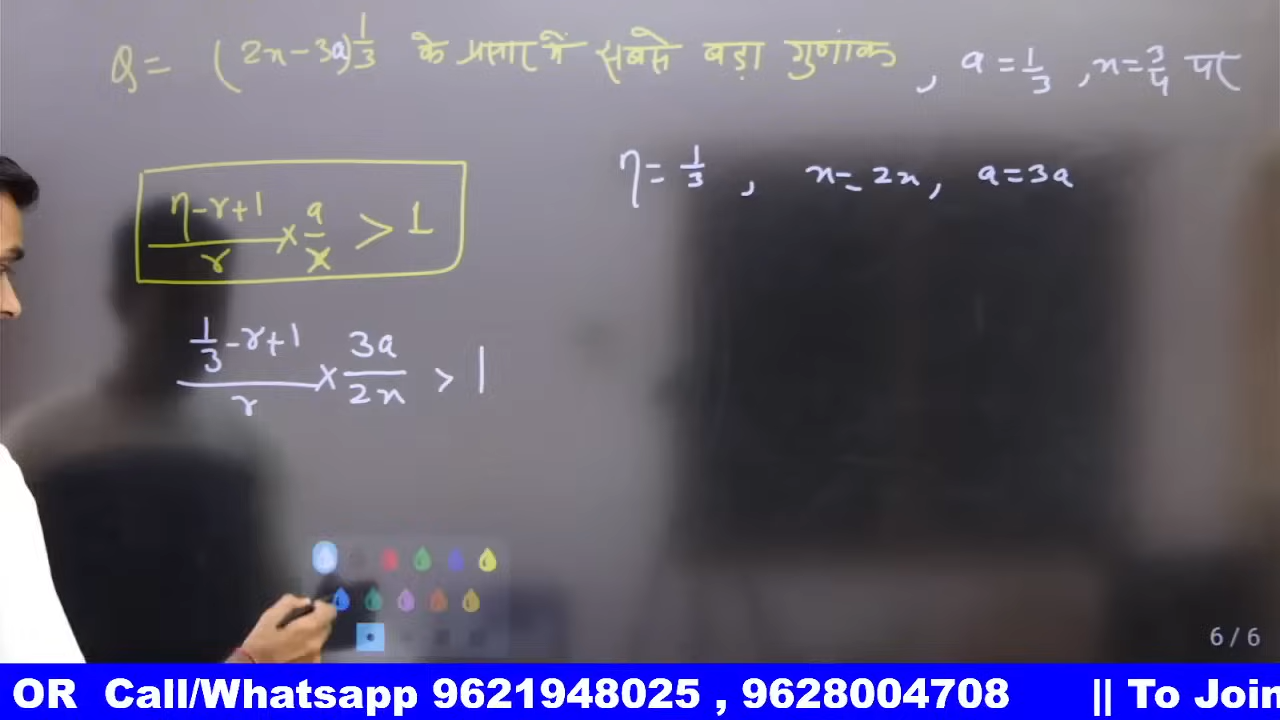 Q = (2x-3a)^1/3 के प्रसार में सबसे बड़ा गुणांक , a = 1/3 , x = 3/4 पर
η = 1/3 , x = 2x , a = 3a
(η-r+1)/r × a/x > 1
(1/3-r+1)/r × 3a/2x > 1
6 / 6
OR Call/Whatsapp 9621948025 , 9628004708 || To Join